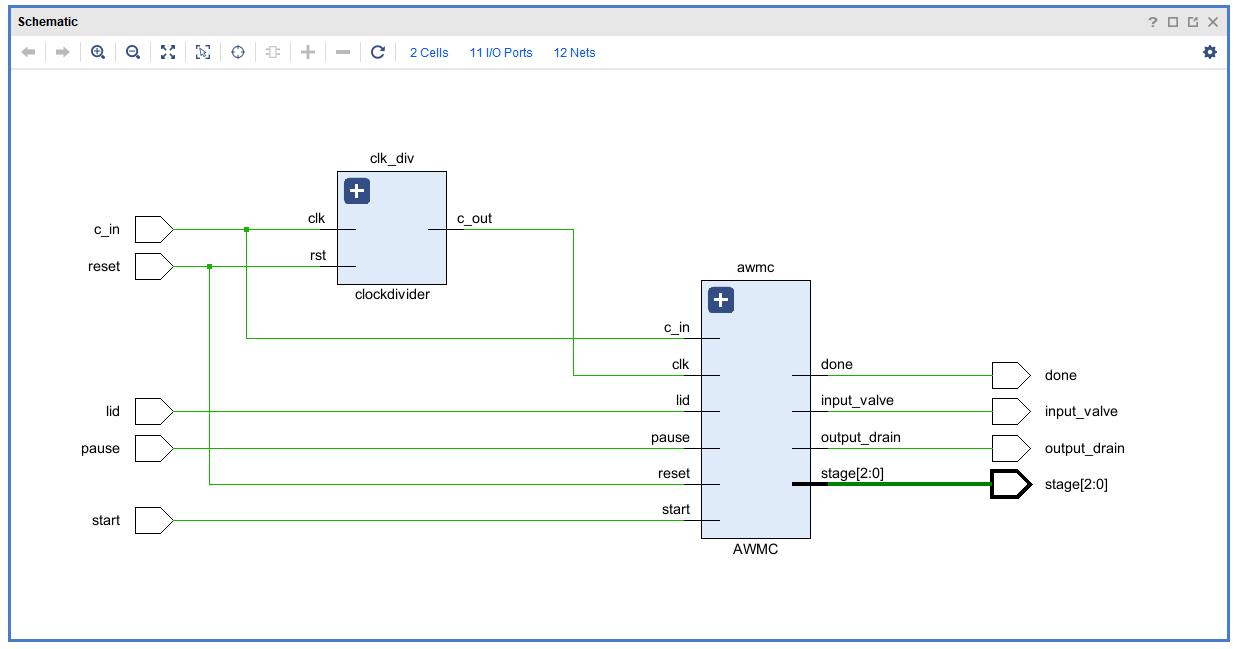 Schematic
?
2 Cells 11 I/O Ports 12 Nets
clk_div
clk c_out
c_in
rst
reset
clockdivider
awmc
c_in
clk done done
lid lid input_valve input_valve
pause pause output_drain output_drain
reset stage[2:0] stage[2:0]
start start
AWMC